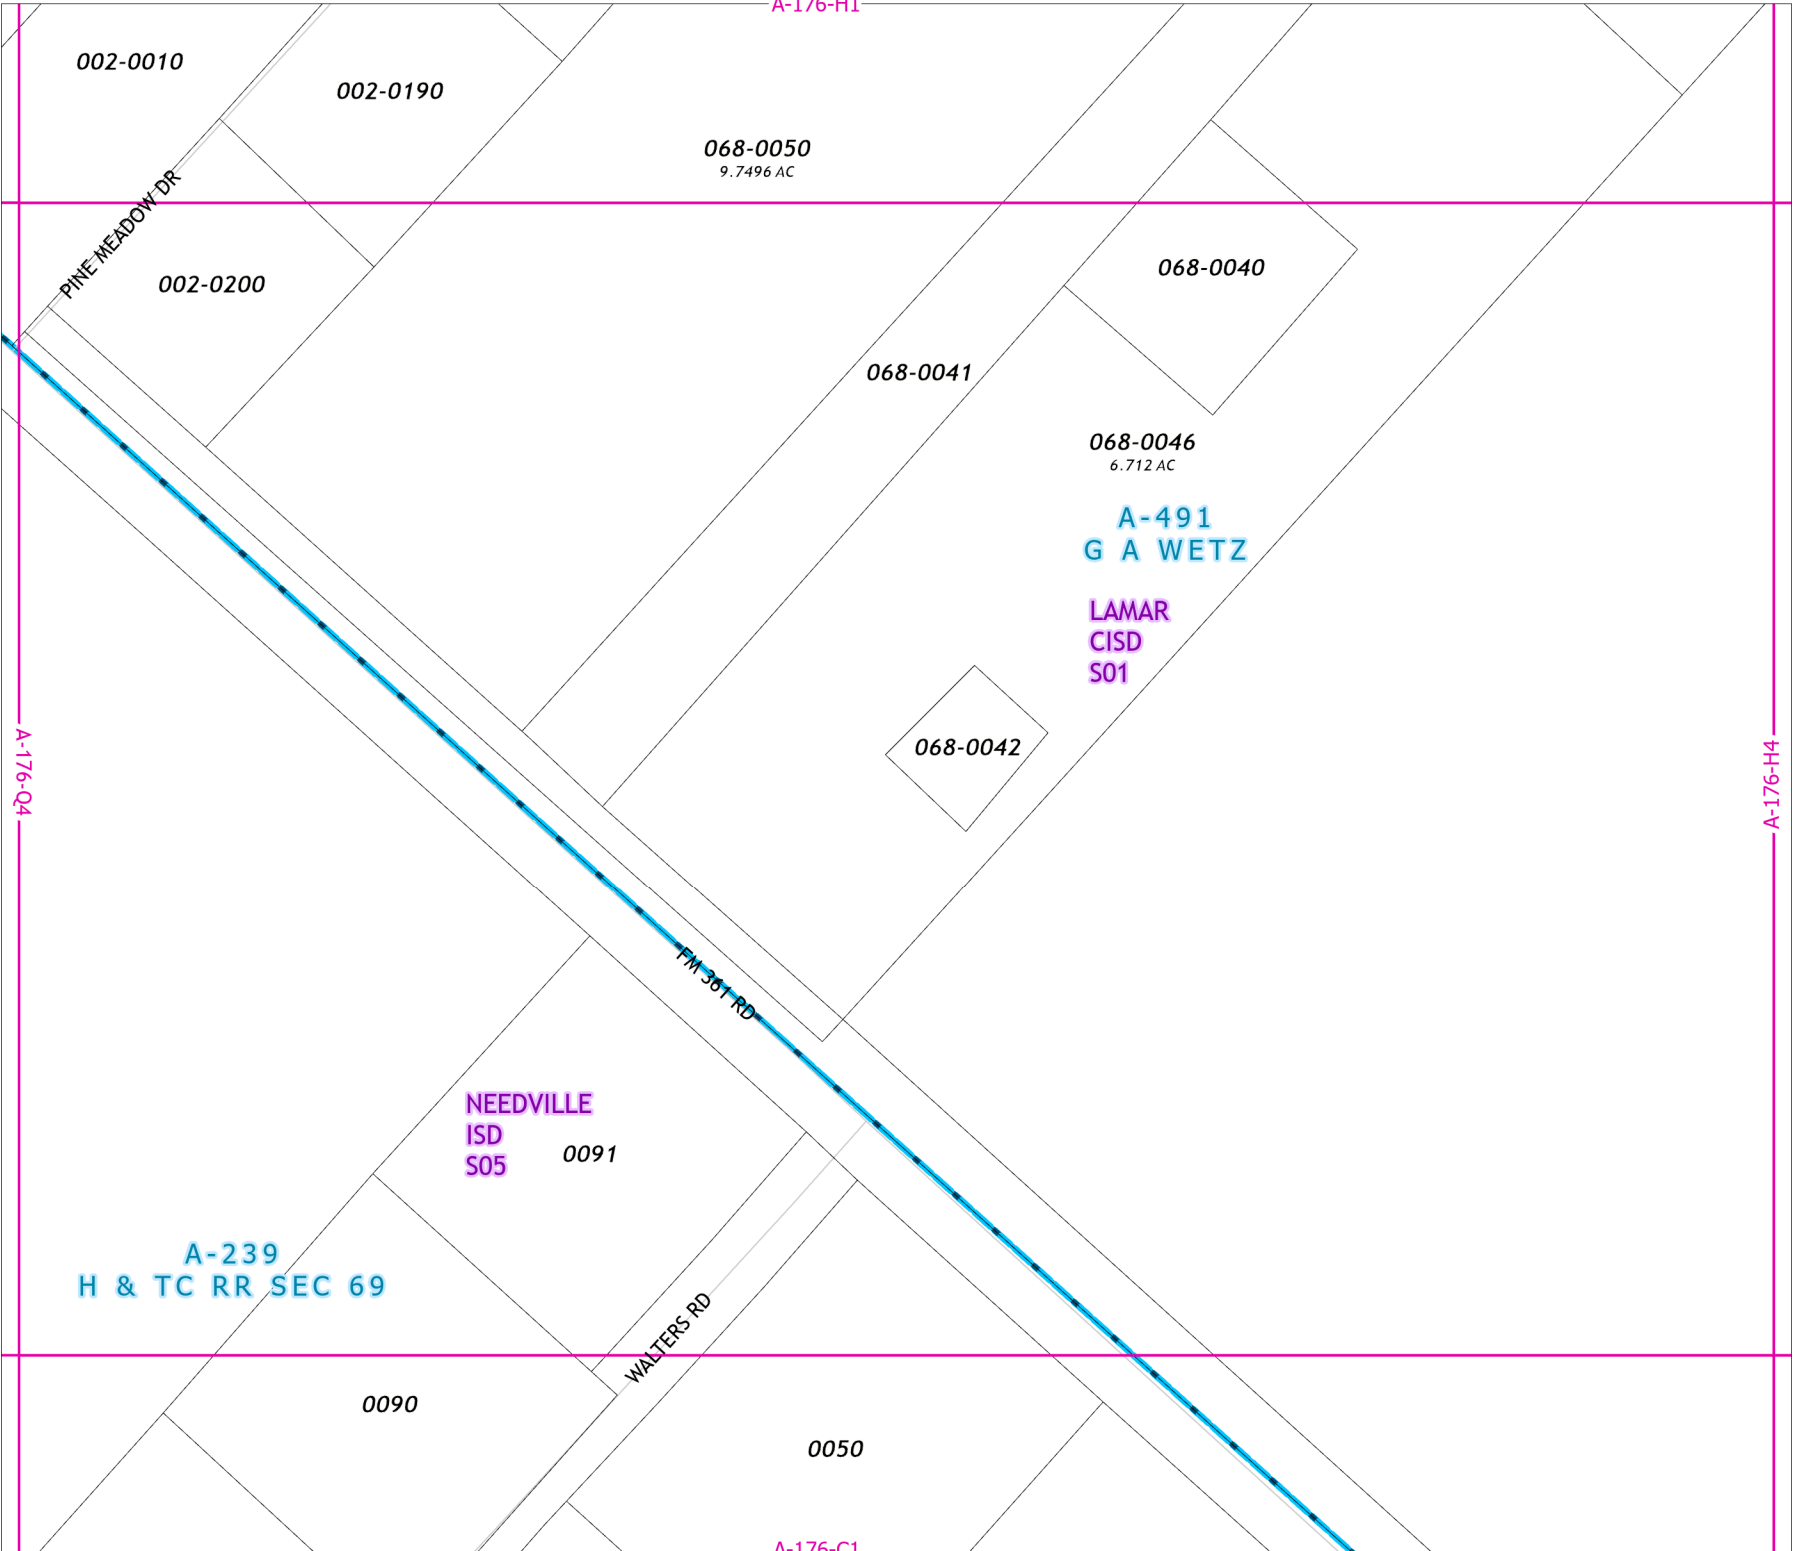 A-176-H1
002-0010
002-0190
068-0050
9.7496 AC
PINE MEADOW DR
002-0200
068-0040
068-0041
068-0046
6.712 AC
A-491
G A WETZ
LAMAR
CISD
S01
068-0042
A-176-Q4
A-176-H4
FM 361 RD
NEEDVILLE
ISD
S05
0091
A-239
H & TC RR SEC 69
WALTERS RD
0090
0050
A-176-C1